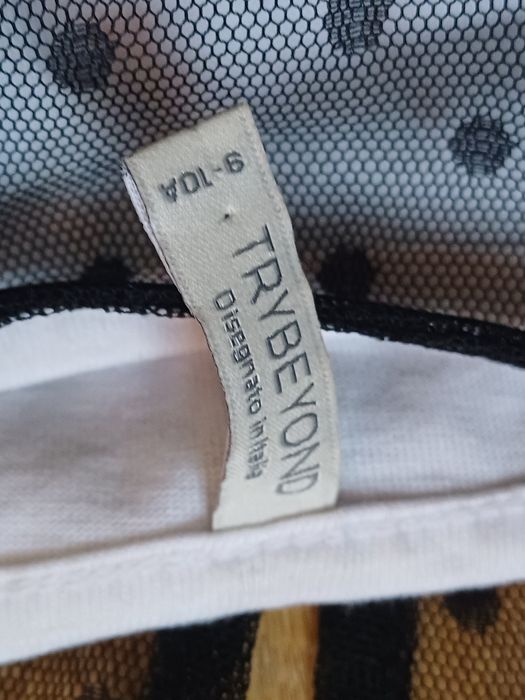 9-10A
TRYBEYOND
Disegnato in Italia